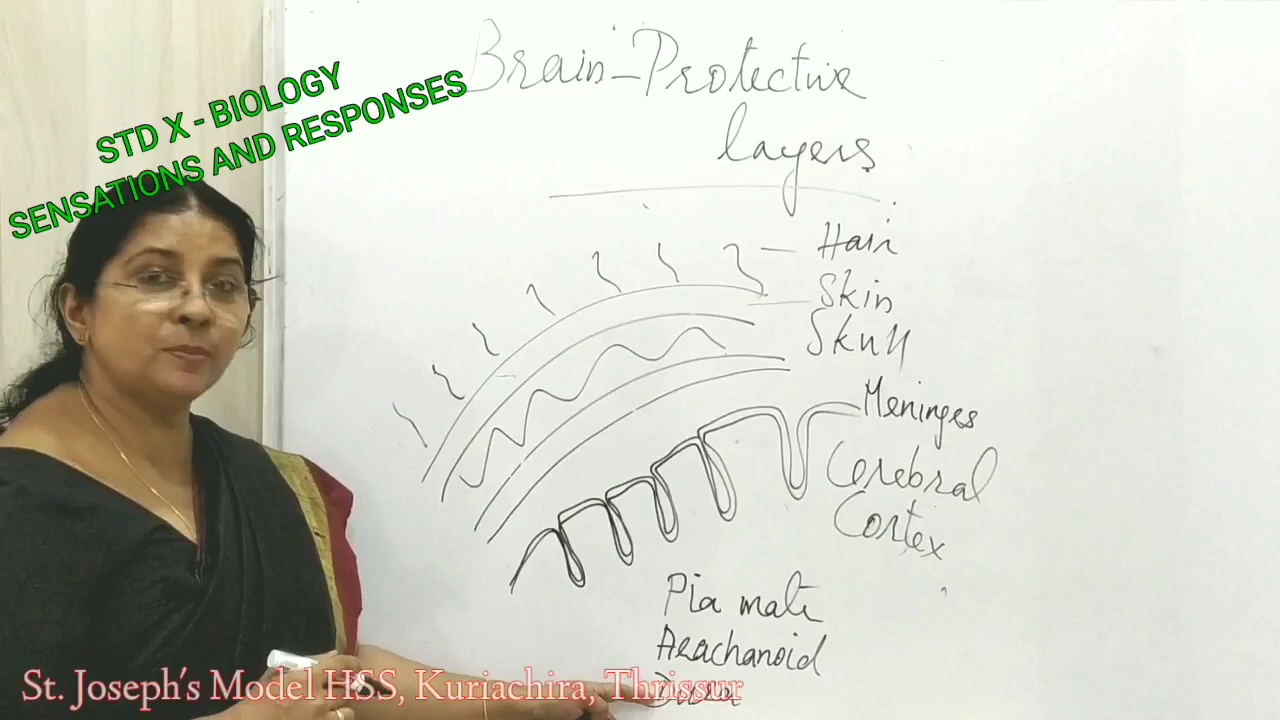 STD X - BIOLOGY
SENSATIONS AND RESPONSES
Brain-Protective
layers
Hair
Skin
Skull
Meninges
Cerebral
Cortex
Pia mate
Arachanoid
St. Joseph's Model HSS, Kuriachira, Thrissur